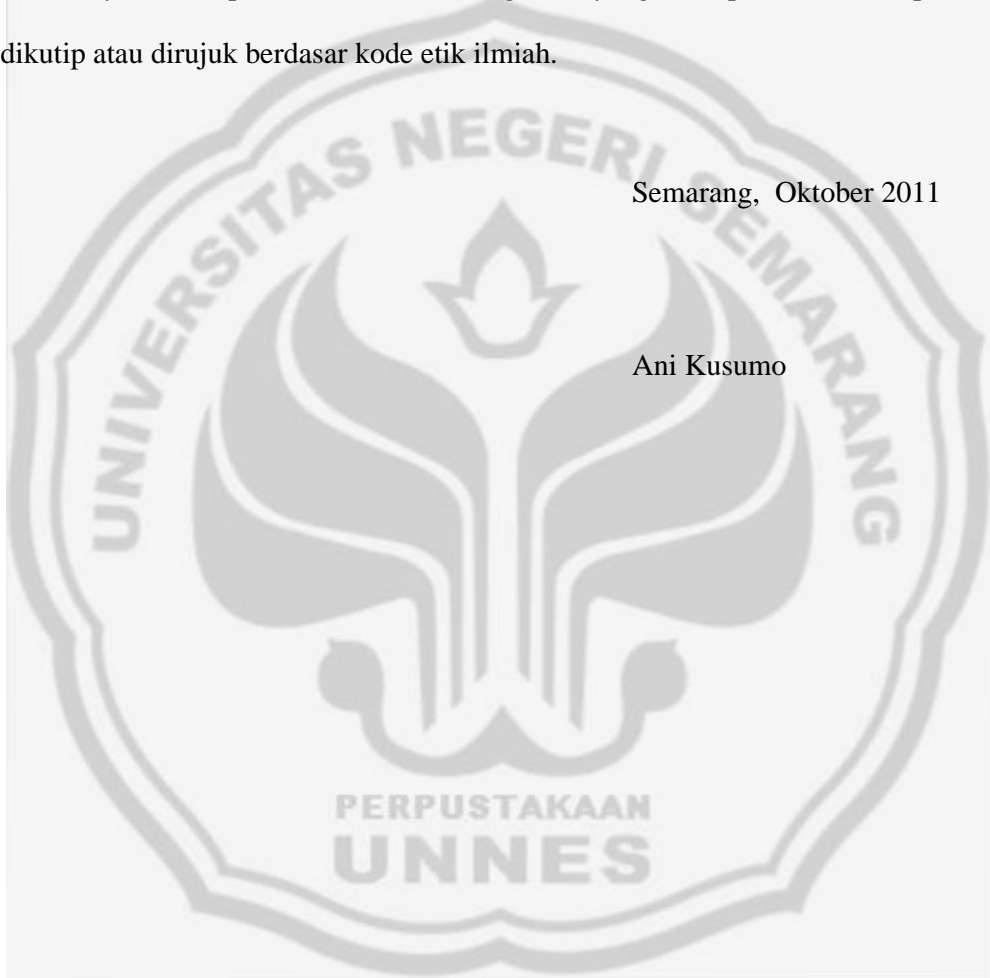 dikutip atau dirujuk berdasar kode etik ilmiah.
UNIVERSITAS NEGERI SEMARANG
Semarang, Oktober 2011
Ani Kusumo
PERPUSTAKAAN
UNNES